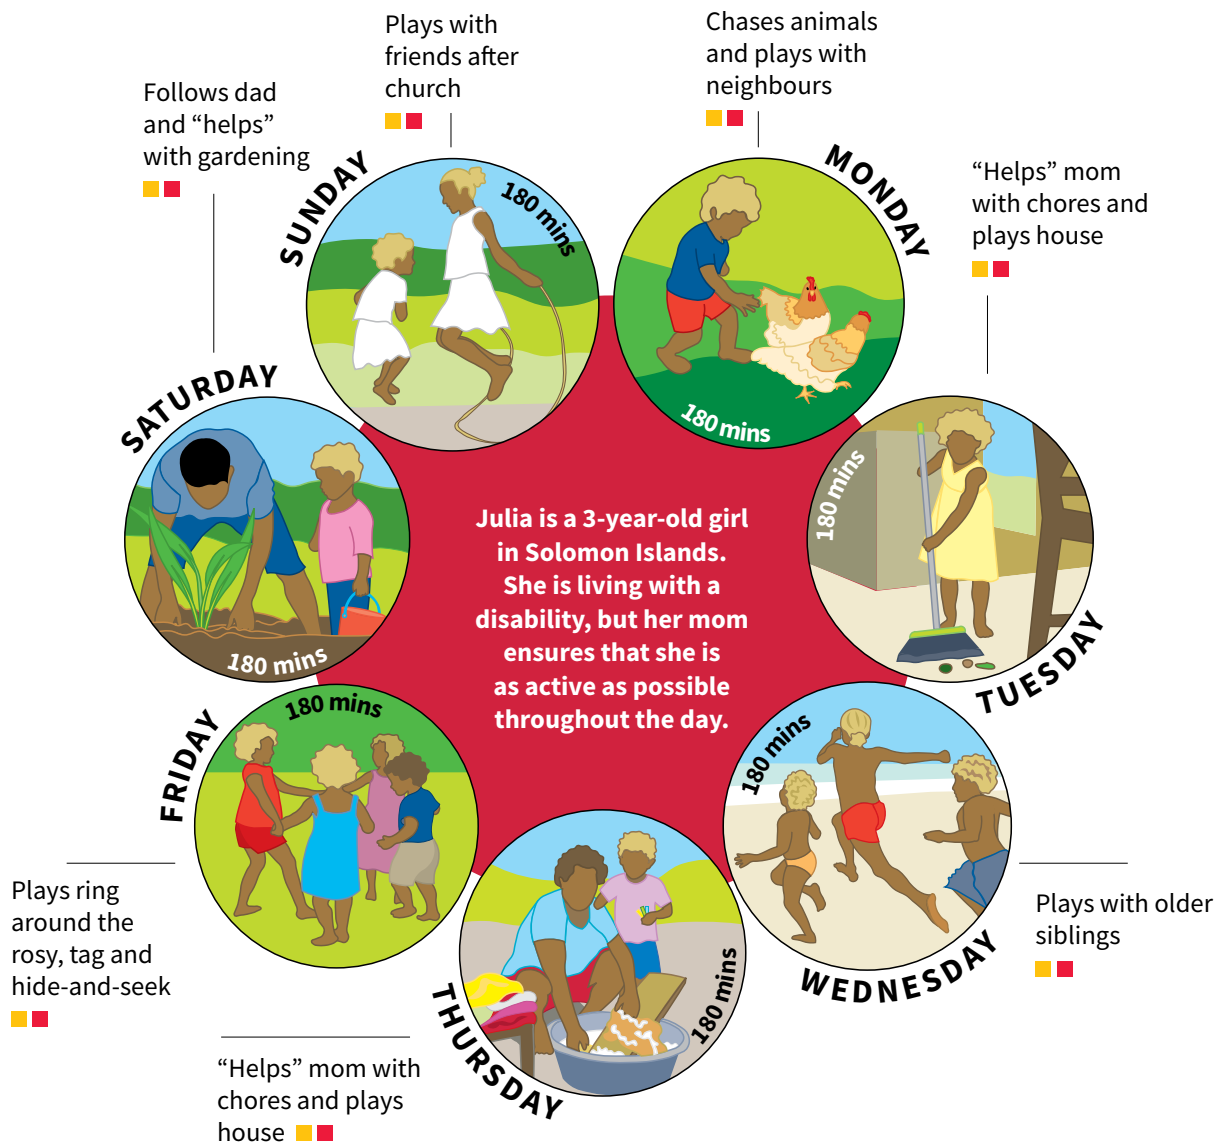 Plays with
friends after
church
SUNDAY
180 mins
Chases animals
and plays with
neighbours
MONDAY
180 mins
“Helps” mom
with chores and
plays house
TUESDAY
180 mins
Plays with older
siblings
WEDNESDAY
180 mins
“Helps” mom with
chores and plays
house
THURSDAY
180 mins
Plays ring
around the
rosy, tag and
hide-and-seek
FRIDAY
180 mins
Follows dad
and “helps”
with gardening
SATURDAY
180 mins
Julia is a 3-year-old girl
in Solomon Islands.
She is living with a
disability, but her mom
ensures that she is
as active as possible
throughout the day.